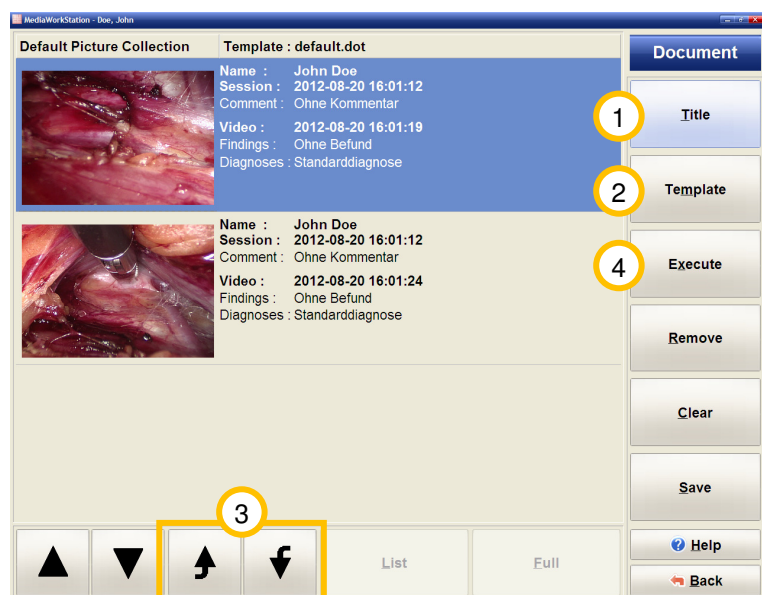 MediaWorkStation - Doe, John
Default Picture Collection
Template : default.dot
Document
Name : John Doe
Session : 2012-08-20 16:01:12
Comment : Ohne Kommentar
Video : 2012-08-20 16:01:19
Findings : Ohne Befund
Diagnoses : Standarddiagnose
1
Title
2
Template
Name : John Doe
Session : 2012-08-20 16:01:12
Comment : Ohne Kommentar
Video : 2012-08-20 16:01:24
Findings : Ohne Befund
Diagnoses : Standarddiagnose
4
Execute
Remove
Clear
Save
3
List
Full
Help
Back